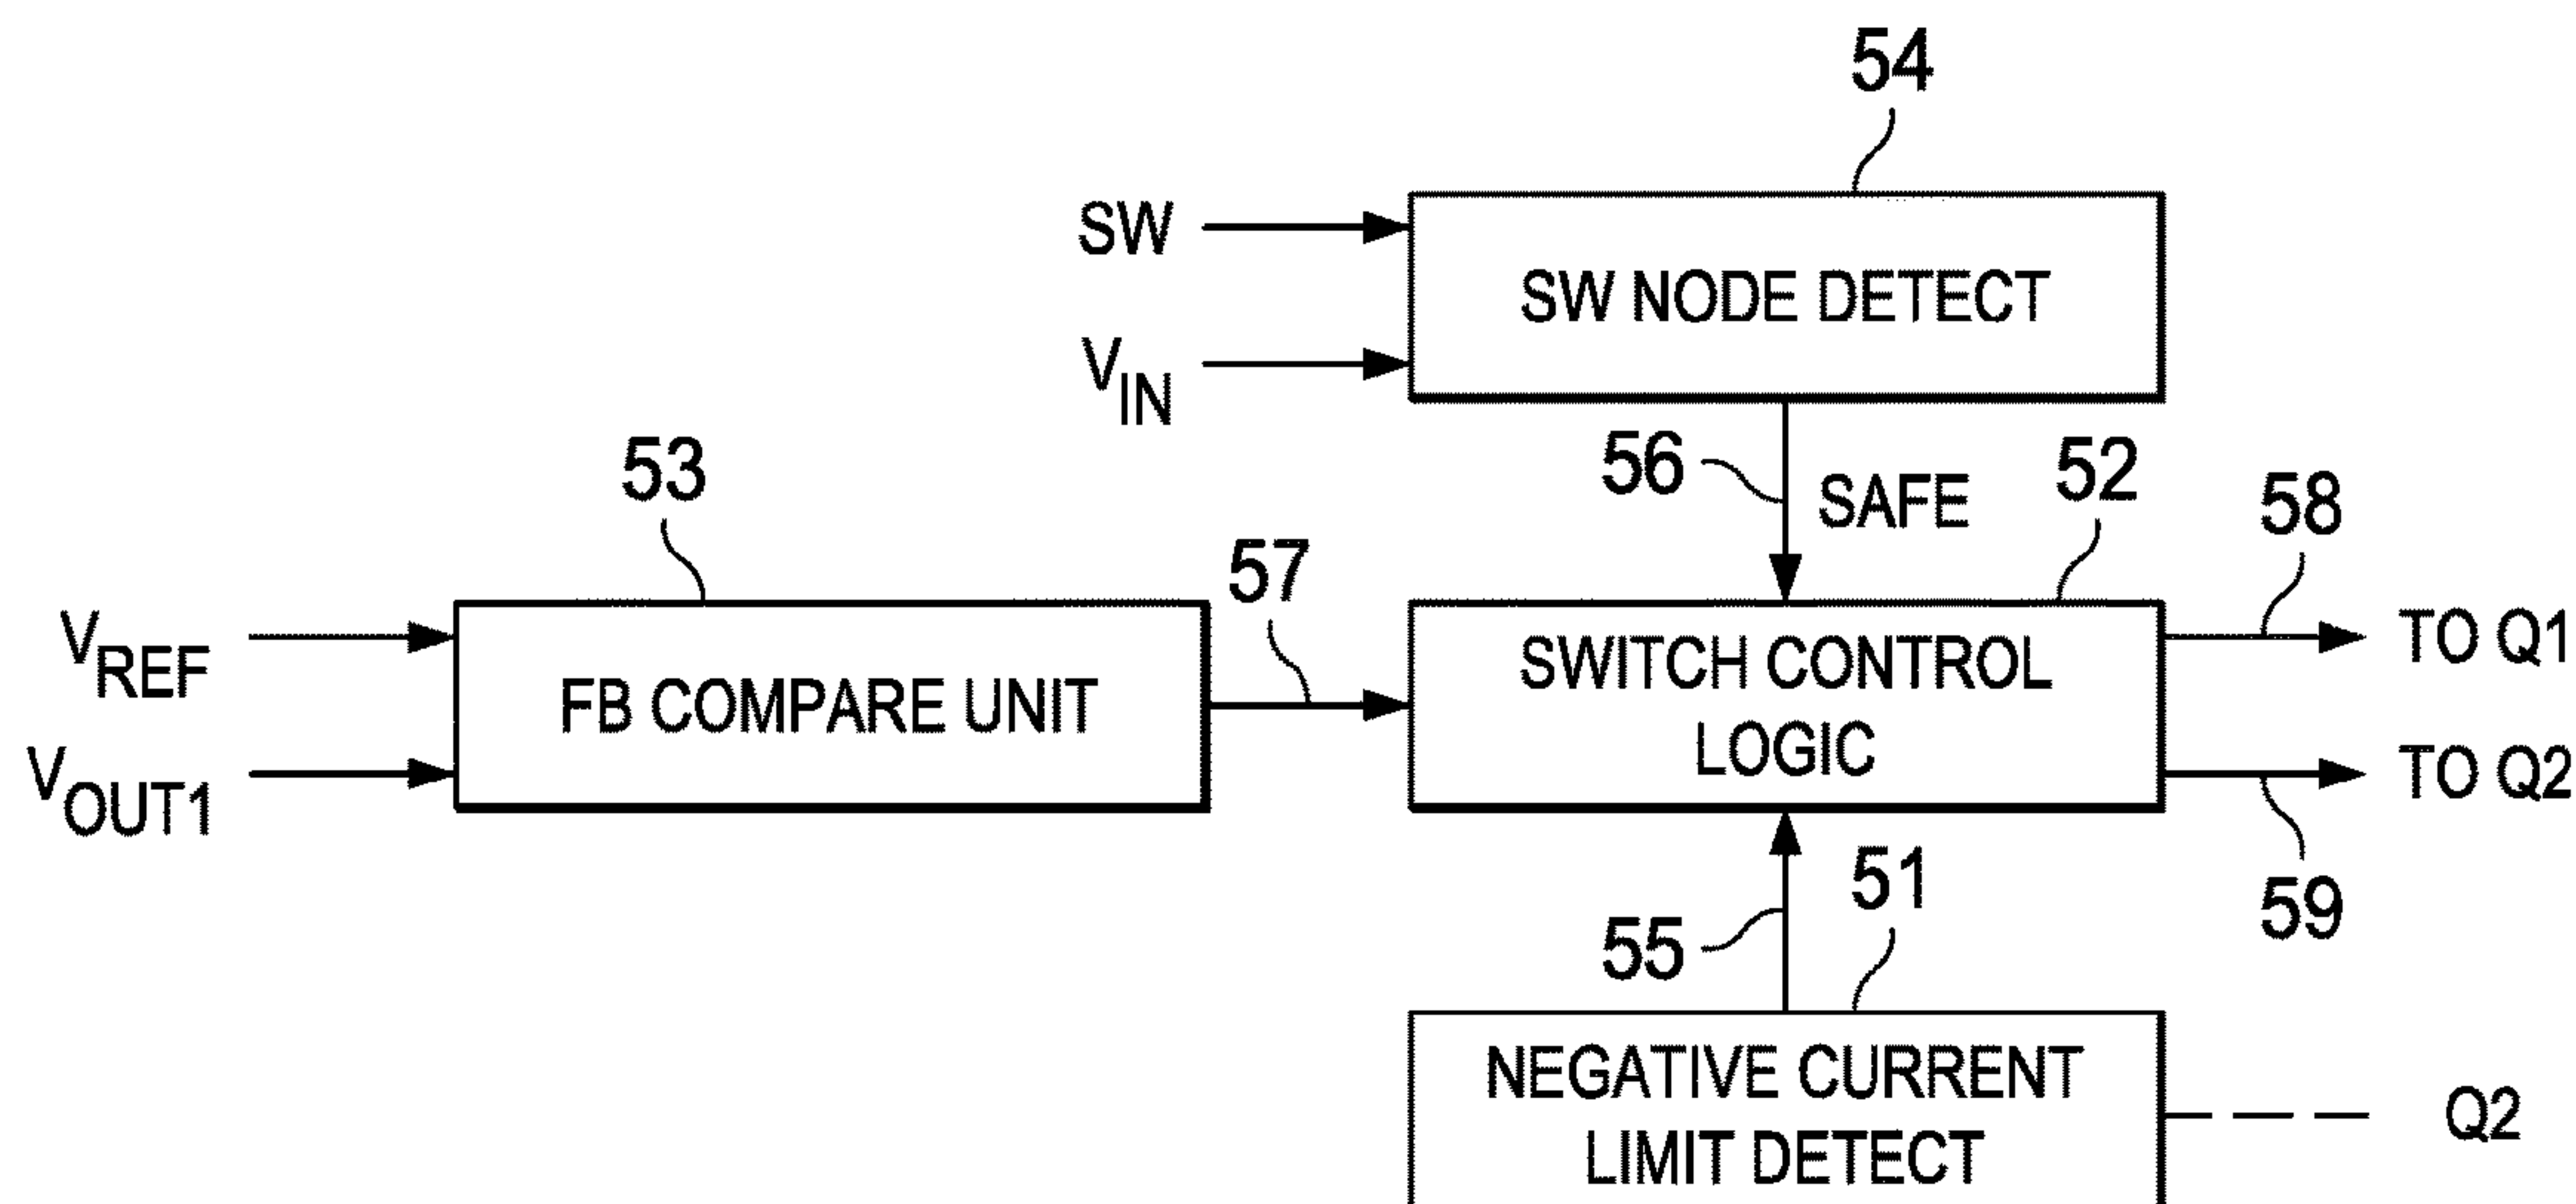 54
SW
SW NODE DETECT
VIN
53
56
SAFE
52
57
58
VREF
FB COMPARE UNIT
SWITCH CONTROL
LOGIC
TO Q1
VOUT1
TO Q2
51
55
59
NEGATIVE CURRENT
LIMIT DETECT
Q2